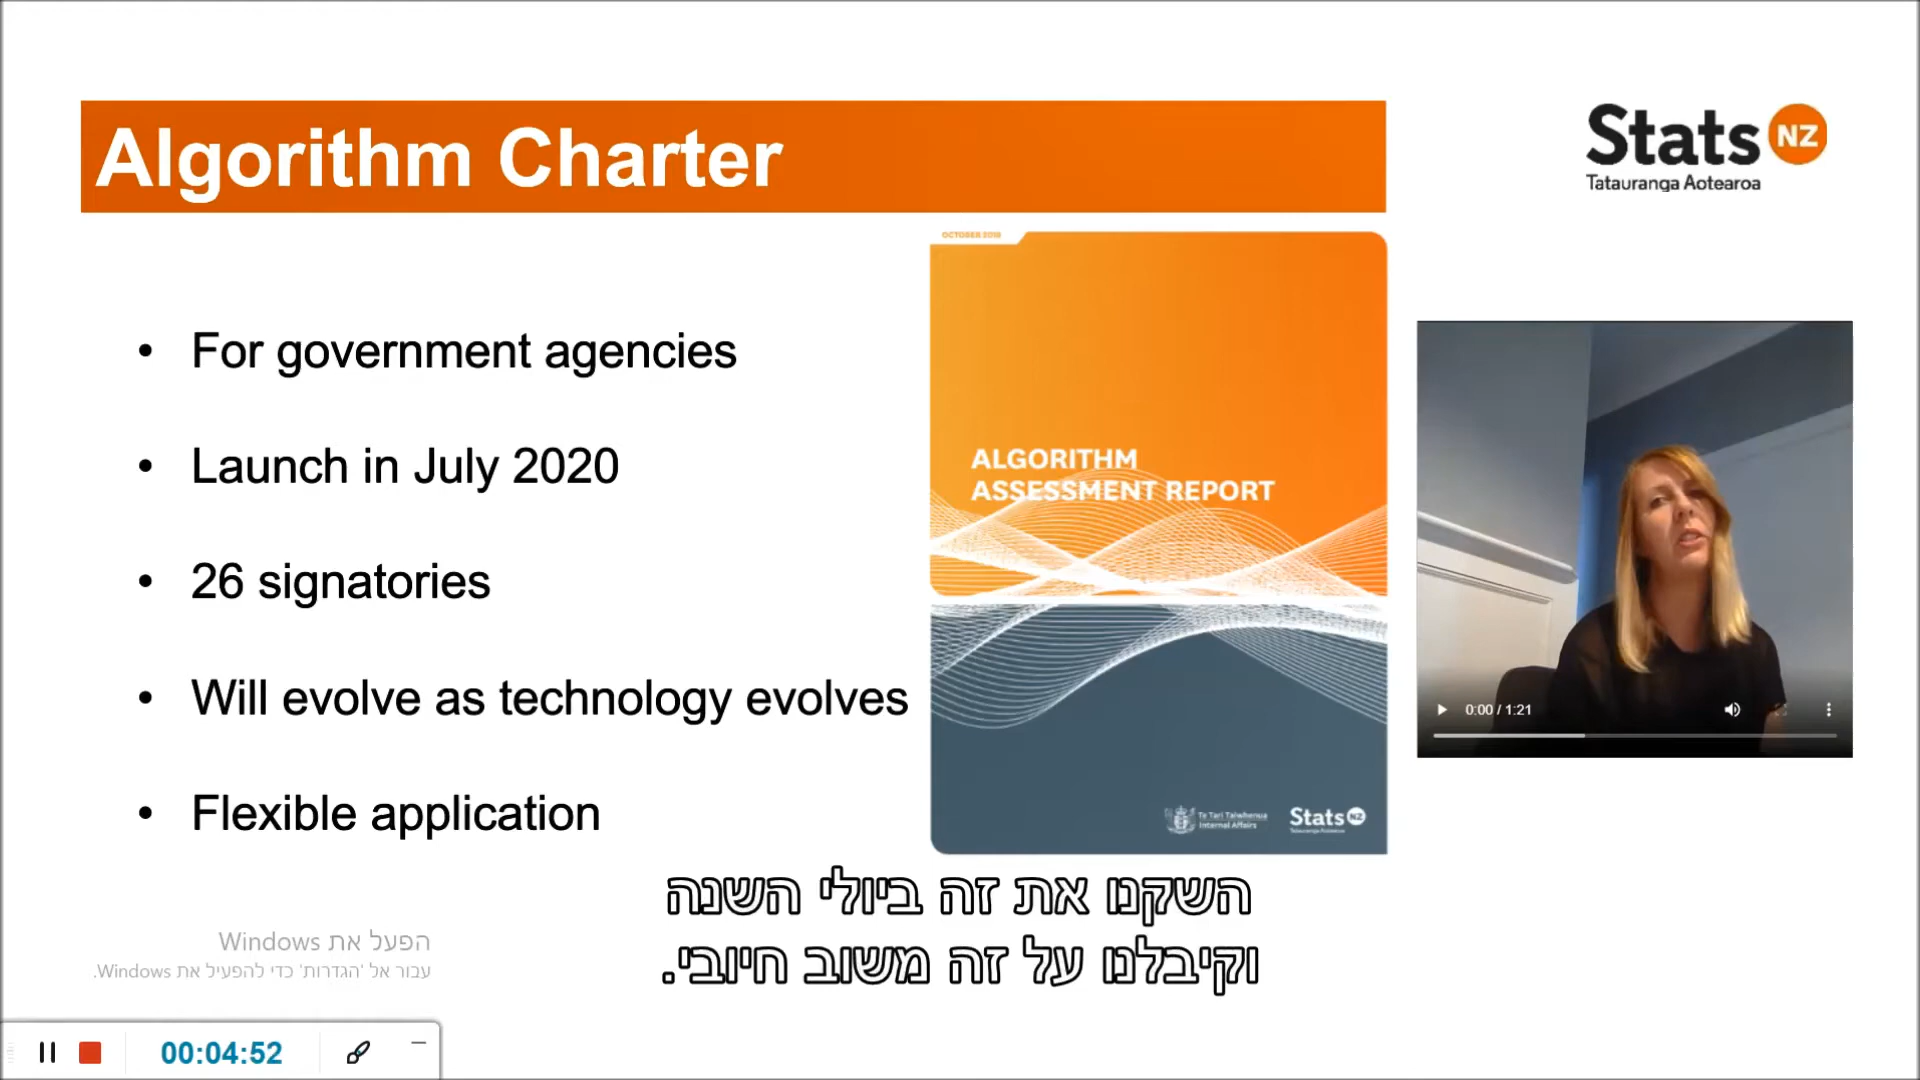 Algorithm Charter
Stats NZ
Tatauranga Aotearoa
• For government agencies
• Launch in July 2020
• 26 signatories
• Will evolve as technology evolves
• Flexible application
OCTOBER 2018
ALGORITHM
ASSESSMENT REPORT
Te Tari Taiwhenua
Internal Affairs
Stats NZ
Tatauranga Aotearoa
0:00 / 1:21
השקנו את זה ביולי השנה
וקיבלנו על זה משוב חיובי.
הפעל את Windows
עבור אל 'הגדרות' כדי להפעיל את Windows.
00:04:52